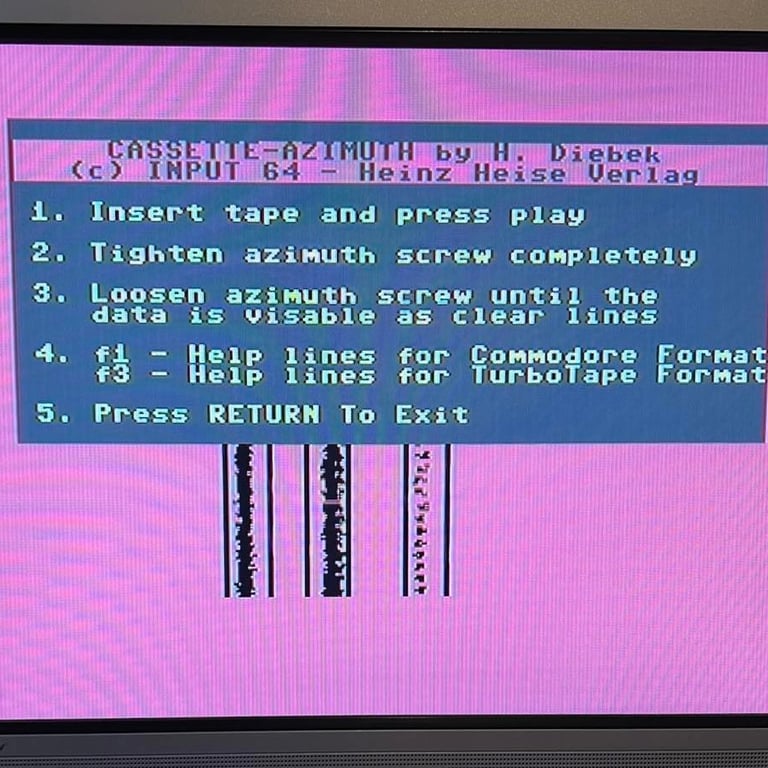 CASSETTE-AZIMUTH by H. Diebek
(c) INPUT 64 - Heinz Heise Verlag
1. Insert tape and press play
2. Tighten azimuth screw completely
3. Loosen azimuth screw until the
data is visable as clear lines
4. f1 - Help lines for Commodore Format
f3 - Help lines for TurboTape Format
5. Press RETURN To Exit